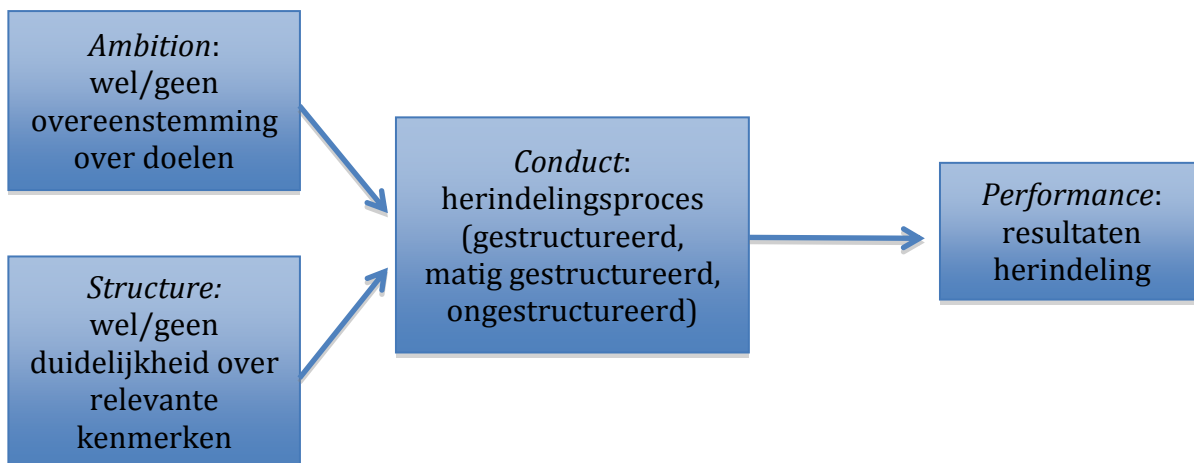 Ambition:
wel/geen
overeenstemming
over doelen
Structure:
wel/geen
duidelijkheid over
relevante
kenmerken
Conduct:
herindelingsproces
(gestructureerd,
matig gestructureerd,
ongestructureerd)
Performance:
resultaten
herindeling